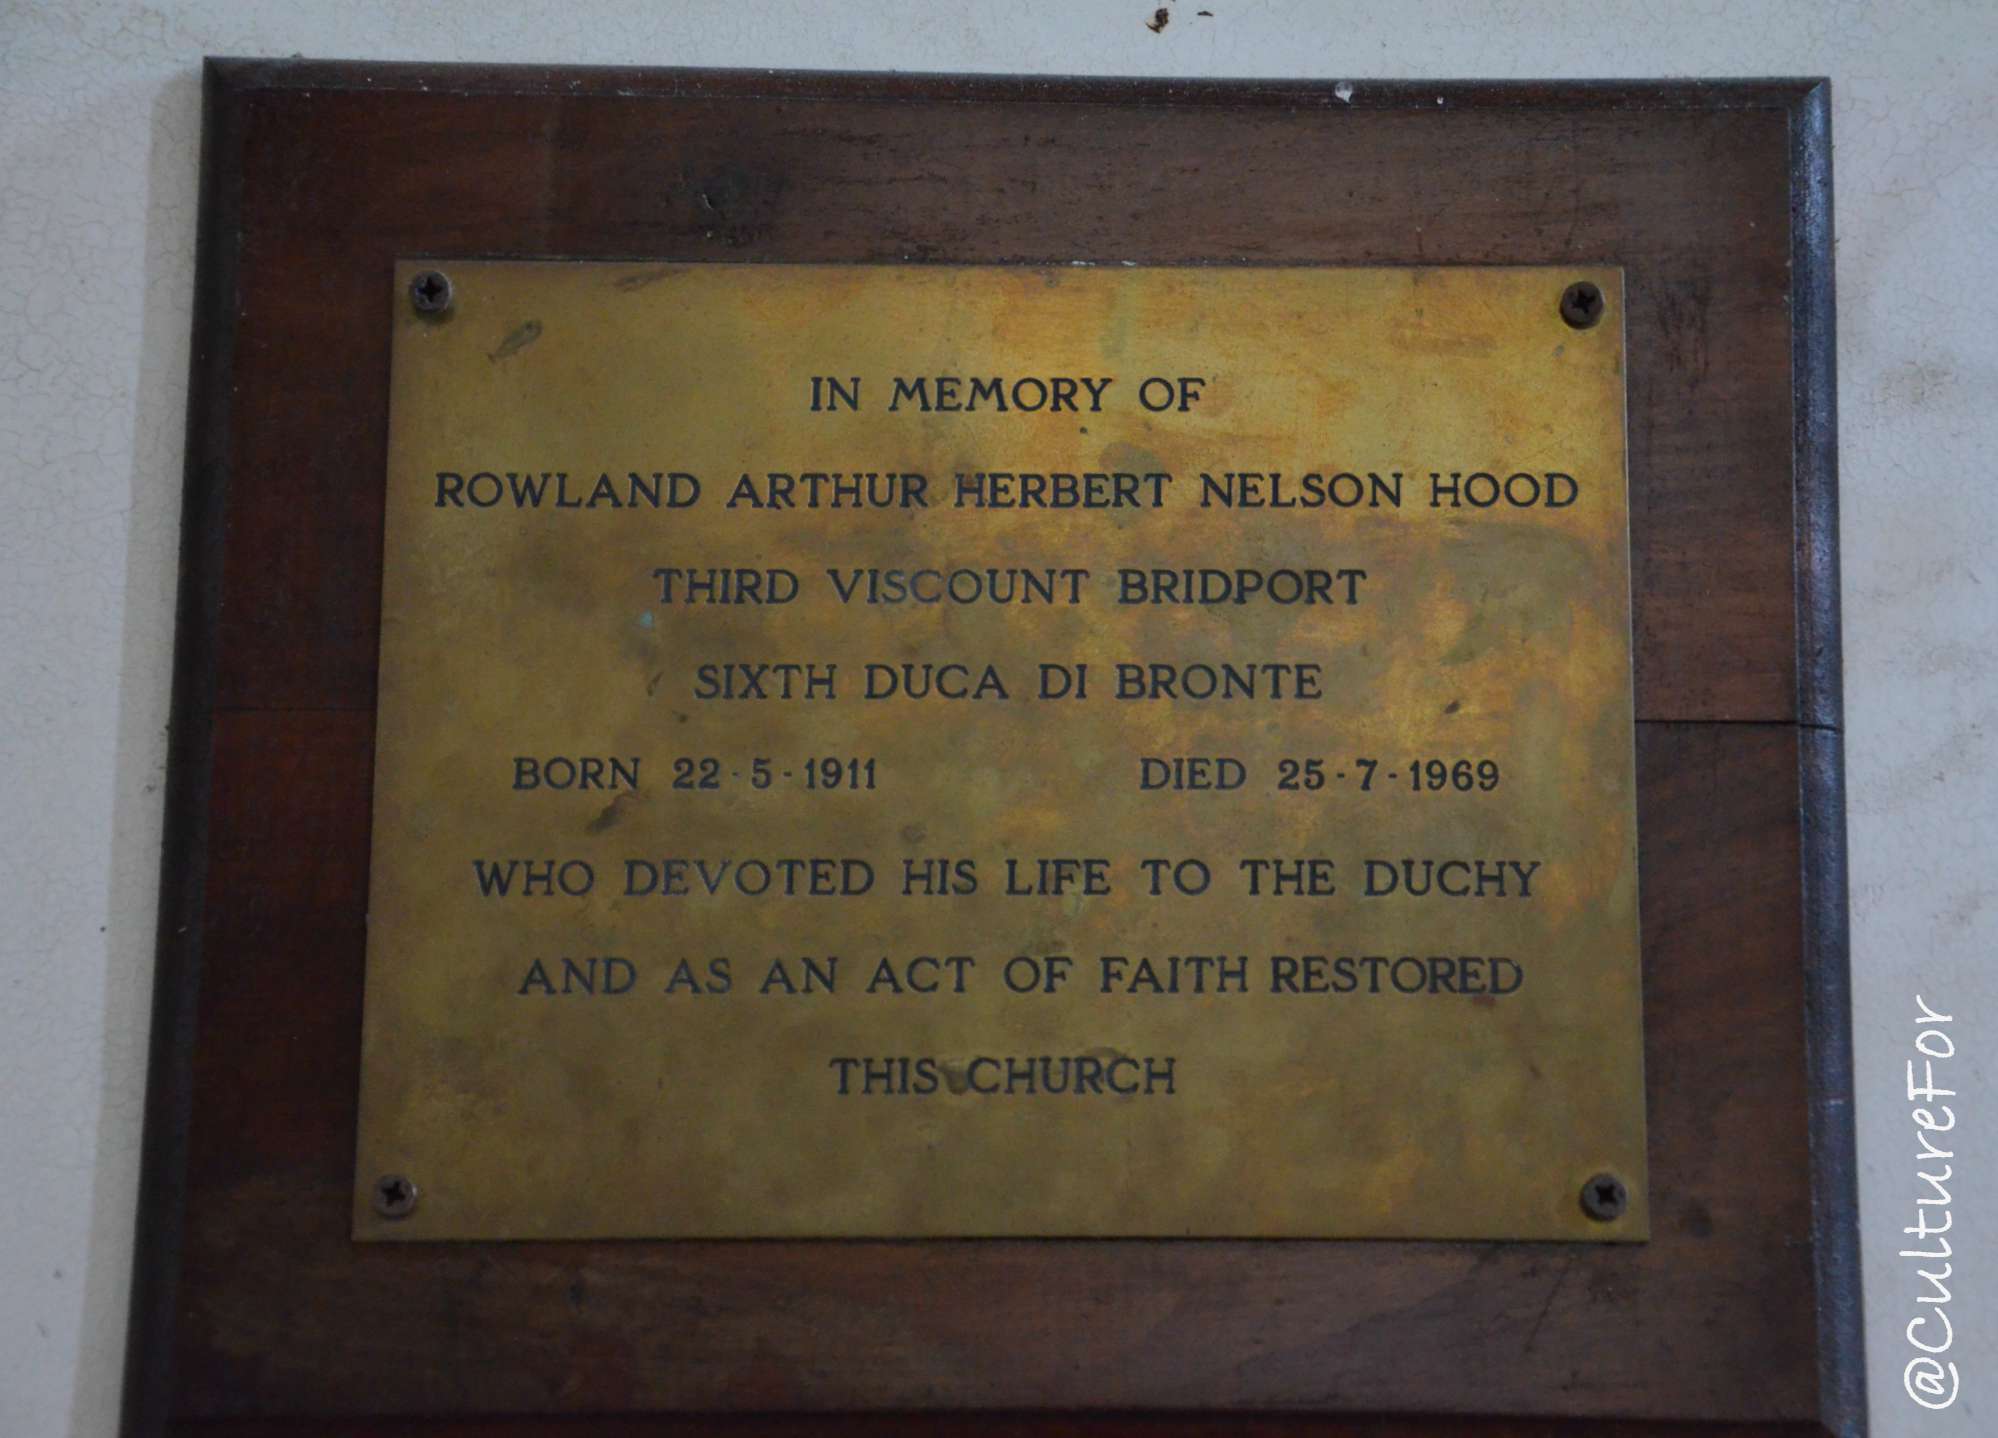 IN MEMORY OF
ROWLAND ARTHUR HERBERT NELSON HOOD
THIRD VISCOUNT BRIDPORT
SIXTH DUCA DI BRONTE
BORN 22-5-1911 DIED 25-7-1969
WHO DEVOTED HIS LIFE TO THE DUCHY
AND AS AN ACT OF FAITH RESTORED
THIS CHURCH
@CultureFor